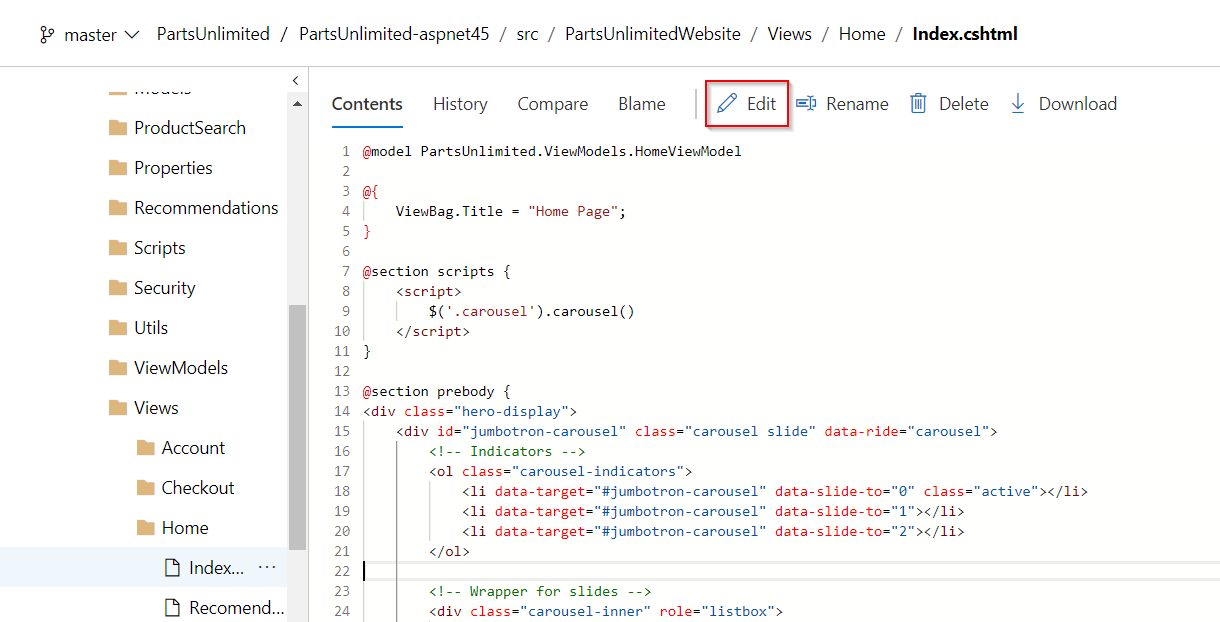 master PartsUnlimited / PartsUnlimited-aspnet45 / src / PartsUnlimitedWebsite / Views / Home / Index.cshtml
Models
ProductSearch
Properties
Recommendations
Scripts
Security
Utils
ViewModels
Views
Account
Checkout
Home
Index... ...
Recomend...
Contents History Compare Blame Edit Rename Delete Download
1 @model PartsUnlimited.ViewModels.HomeViewModel
2
3 @{
4     ViewBag.Title = "Home Page";
5 }
6
7 @section scripts {
8     <script>
9         $('.carousel').carousel()
10     </script>
11 }
12
13 @section prebody {
14 <div class="hero-display">
15     <div id="jumbotron-carousel" class="carousel slide" data-ride="carousel">
16         <!-- Indicators -->
17         <ol class="carousel-indicators">
18             <li data-target="#jumbotron-carousel" data-slide-to="0" class="active"></li>
19             <li data-target="#jumbotron-carousel" data-slide-to="1"></li>
20             <li data-target="#jumbotron-carousel" data-slide-to="2"></li>
21         </ol>
22
23         <!-- Wrapper for slides -->
24         <div class="carousel-inner" role="listbox">